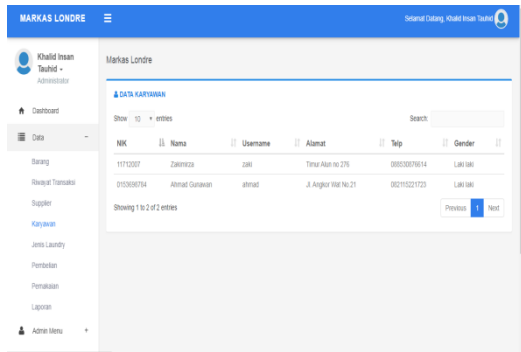 MARKAS LONDRE
Selamat Datang, Khalid Insan Tauhid
Khalid Insan
Tauhid
Administrator
Dashboard
Data -
Barang
Riwayat Transaksi
Supplier
Karyawan
Jenis Laundry
Pembelian
Pemakaian
Laporan
Admin Menu +
Markas Londre
DATA KARYAWAN
Show 10 entries Search:
NIK Nama Username Alamat Telp Gender
11712007 Zakimirza zaki Timur Alun no 276 088530876614 Laki laki
0153698784 Ahmad Gunawan ahmad Jl. Angkor Wat No.21 082115221723 Laki laki
Showing 1 to 2 of 2 entries
Previous 1 Next